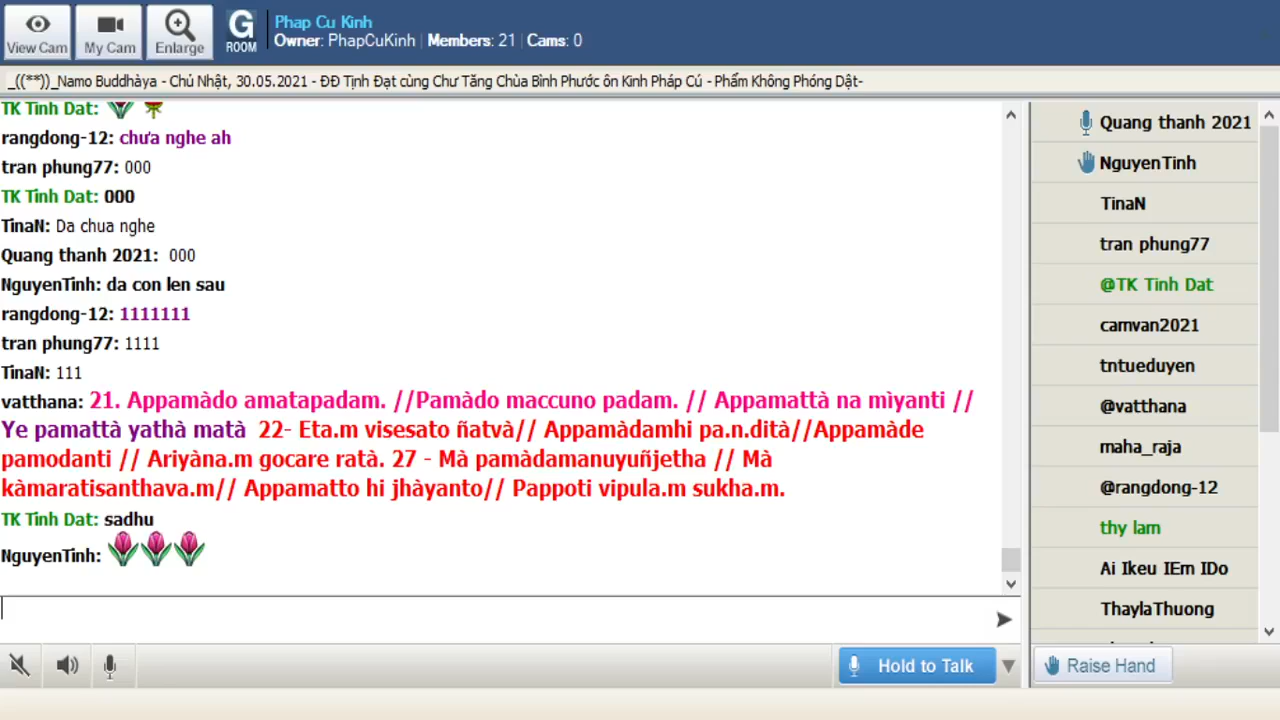 View Cam
My Cam
Enlarge
G
ROOM
Phap Cu Kinh
Owner: PhapCuKinh | Members: 21 | Cams: 0
_((**))_Namo Buddhàya - Chú Nhật, 30.05.2021 - ĐĐ Tịnh Đạt cùng Chư Tăng Chùa Bình Phước ôn Kinh Pháp Cú - Phẩm Không Phóng Dật-
TK Tinh Dat:
rangdong-12: chưa nghe ah
tran phung77: 000
TK Tinh Dat: 000
TinaN: Da chua nghe
Quang thanh 2021: 000
NguyenTinh: da con len sau
rangdong-12: 1111111
tran phung77: 1111
TinaN: 111
vatthana: 21. Appamàdo amatapadam. //Pamàdo maccuno padam. // Appamattà na mìyanti //
Ye pamattà yathà matà 22- Eta.m visesato ñatvà// Appamàdamhi pa.n.dità//Appamàde
pamodanti // Ariyàna.m gocare ratà. 27 - Mà pamàdamanuyuñjetha // Mà
kàmaratisanthava.m// Appamatto hi jhàyanto// Pappoti vipula.m sukha.m.
TK Tinh Dat: sadhu
NguyenTinh:
Quang thanh 2021
NguyenTinh
TinaN
tran phung77
@TK Tinh Dat
camvan2021
tntueduyen
@vatthana
maha_raja
@rangdong-12
thy lam
Ai Ikeu IEm IDo
ThaylaThuong
Hold to Talk
Raise Hand